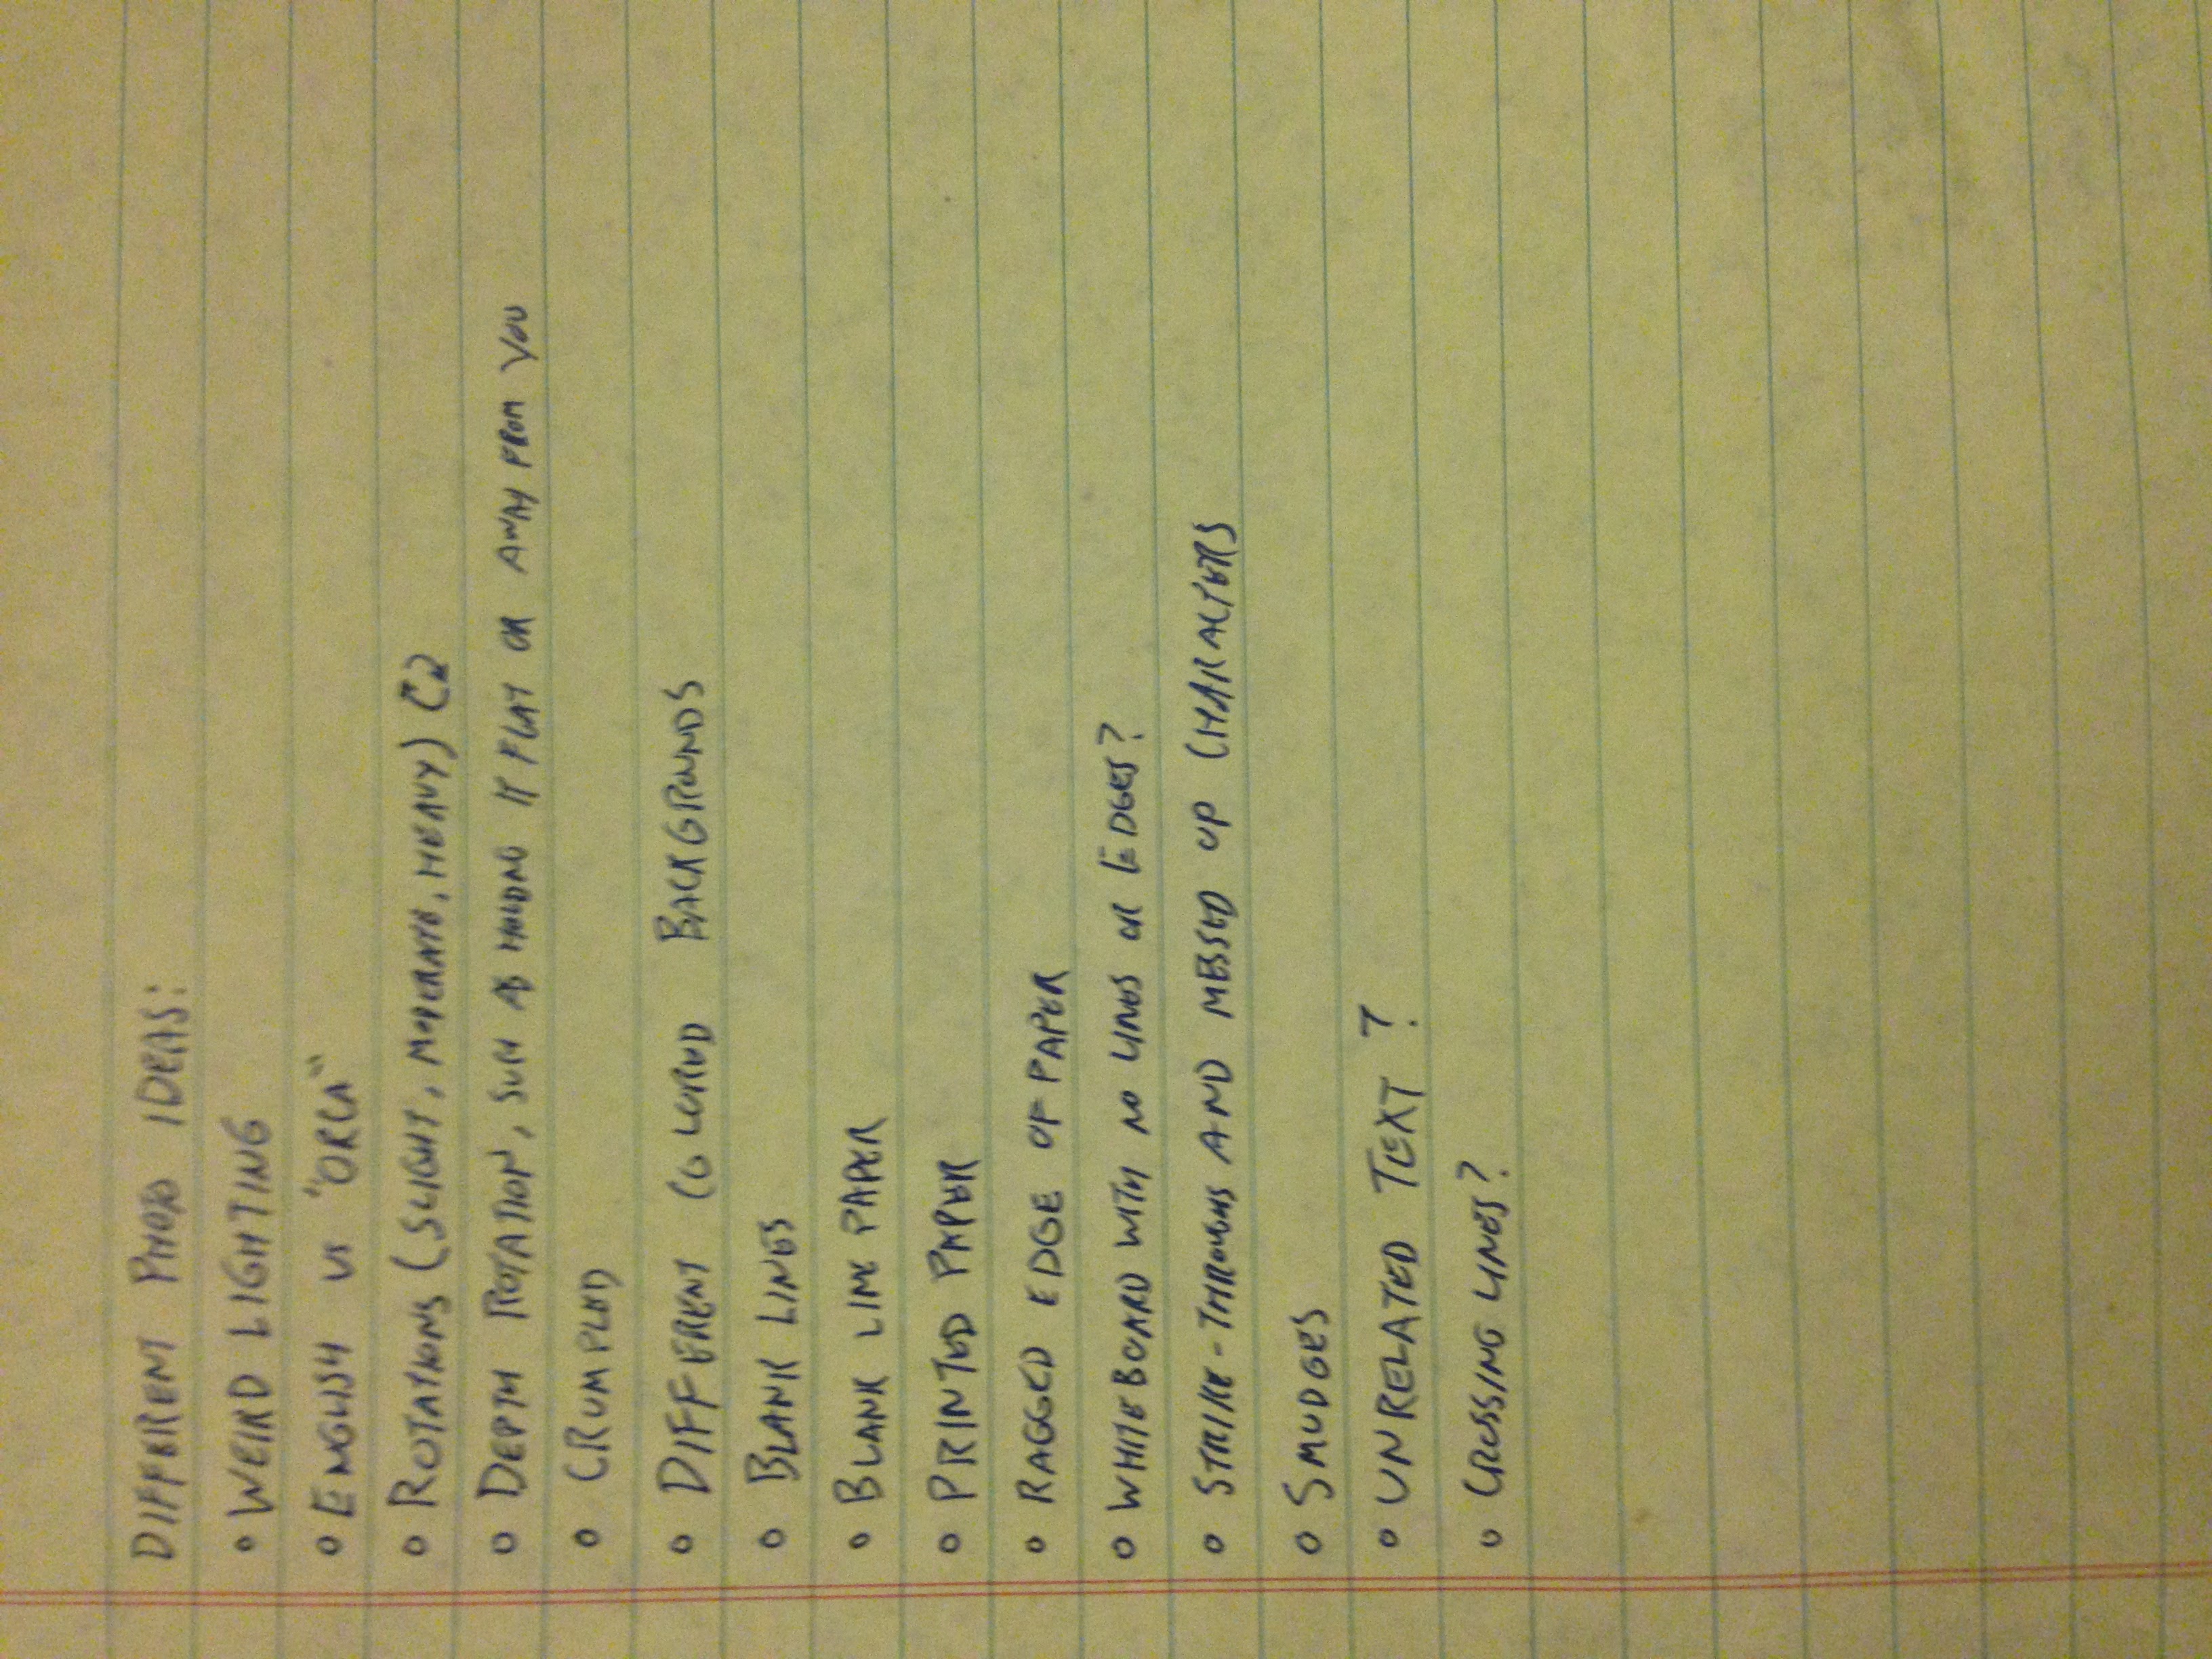 DIFFERENT PHOTO IDEAS:
∘ WEIRD LIGHTING
∘ ENGLISH VS "ORCA"
∘ ROTATIONS (SLIGHT, MODERATE, HEAVY)
∘ DEPTH ROTATION, SUCH AS HOLDING IT FLAT OR AWAY FROM YOU
∘ CRUMPLED
∘ DIFFERENT COLORED BACKGROUNDS
∘ BLANK LINES
∘ BLANK LINE PAPER
∘ PRINTED PAPER
∘ RAGGED EDGE OF PAPER
∘ WHITEBOARD WITH NO LINES OR EDGES?
∘ STRIKE-THROUGHS AND MESSED UP CHARACTERS
∘ SMUDGES
∘ UNRELATED TEXT?
∘ CROSSING LINES?